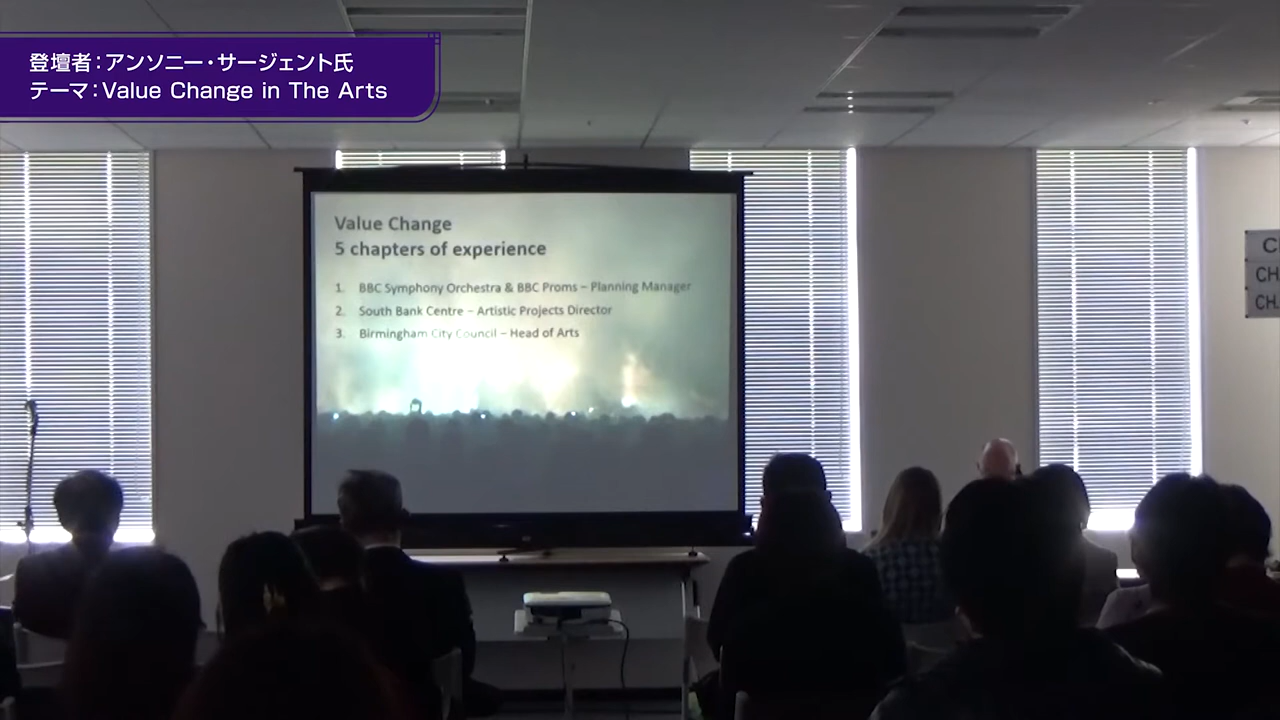 登壇者：アンソニー・サージェント氏
テーマ：Value Change in The Arts
Value Change
5 chapters of experience
1. BBC Symphony Orchestra & BBC Proms – Planning Manager
2. South Bank Centre – Artistic Projects Director
3. Birmingham City Council – Head of Arts
C
CH
CHA